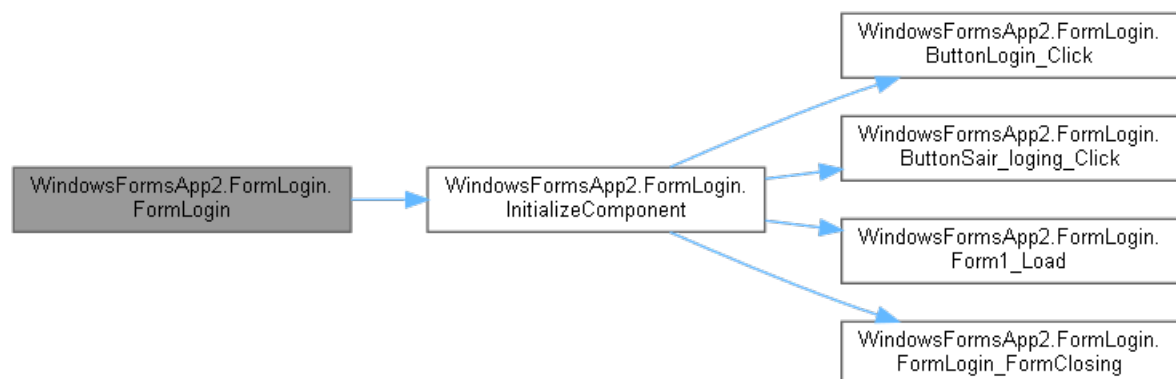 WindowsFormsApp2.FormLogin.
FormLogin
WindowsFormsApp2.FormLogin.
InitializeComponent
WindowsFormsApp2.FormLogin.
ButtonLogin_Click
WindowsFormsApp2.FormLogin.
ButtonSair_loging_Click
WindowsFormsApp2.FormLogin.
Form1_Load
WindowsFormsApp2.FormLogin.
FormLogin_FormClosing